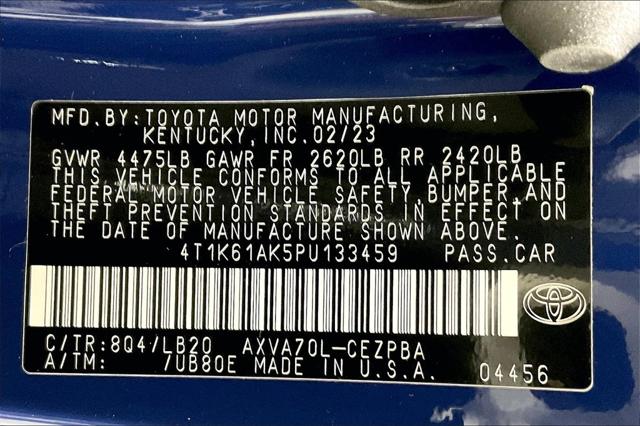 MFD.BY:TOYOTA MOTOR MANUFACTURING,
KENTUCKY,INC.02/23
GVWR 4475LB GAWR FR 2620LB RR 2420LB
THIS VEHICLE CONFORMS TO ALL APPLICABLE
FEDERAL MOTOR VEHICLE SAFETY,BUMPER,AND
THEFT PREVENTION STANDARDS IN EFFECT ON
THE DATE OF MANUFACTURE SHOWN ABOVE.
4T1K61AK5PU133459 PASS.CAR
C/TR:8Q4/LB20 AXVA70L-CEZPBA
A/TM: /UB80E MADE IN U.S.A. 04456